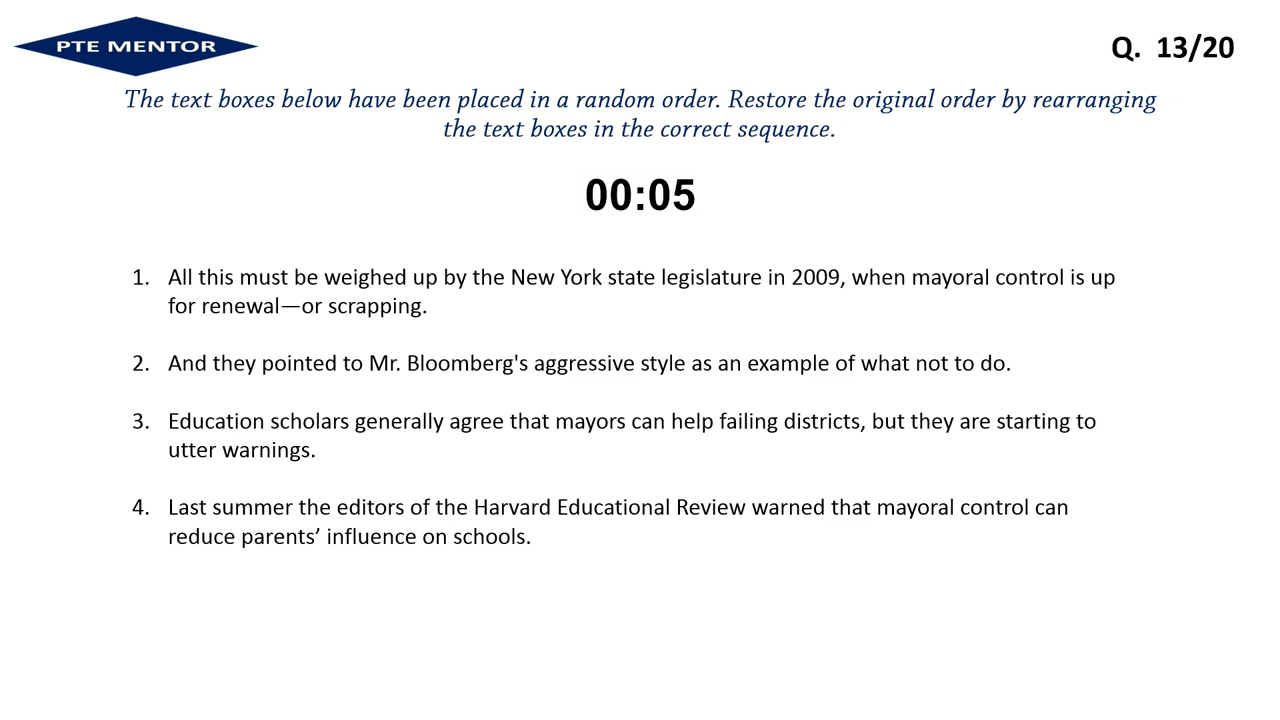 PTE MENTOR
Q. 13/20
The text boxes below have been placed in a random order. Restore the original order by rearranging
the text boxes in the correct sequence.
00:05
1. All this must be weighed up by the New York state legislature in 2009, when mayoral control is up
for renewal—or scrapping.
2. And they pointed to Mr. Bloomberg's aggressive style as an example of what not to do.
3. Education scholars generally agree that mayors can help failing districts, but they are starting to
utter warnings.
4. Last summer the editors of the Harvard Educational Review warned that mayoral control can
reduce parents’ influence on schools.